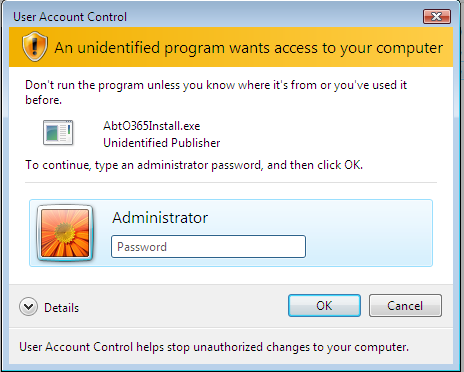 User Account Control
An unidentified program wants access to your computer
Don't run the program unless you know where it's from or you've used it
before.
AbtO365Install.exe
Unidentified Publisher
To continue, type an administrator password, and then click OK.
Administrator
Password
Details
OK
Cancel
User Account Control helps stop unauthorized changes to your computer.